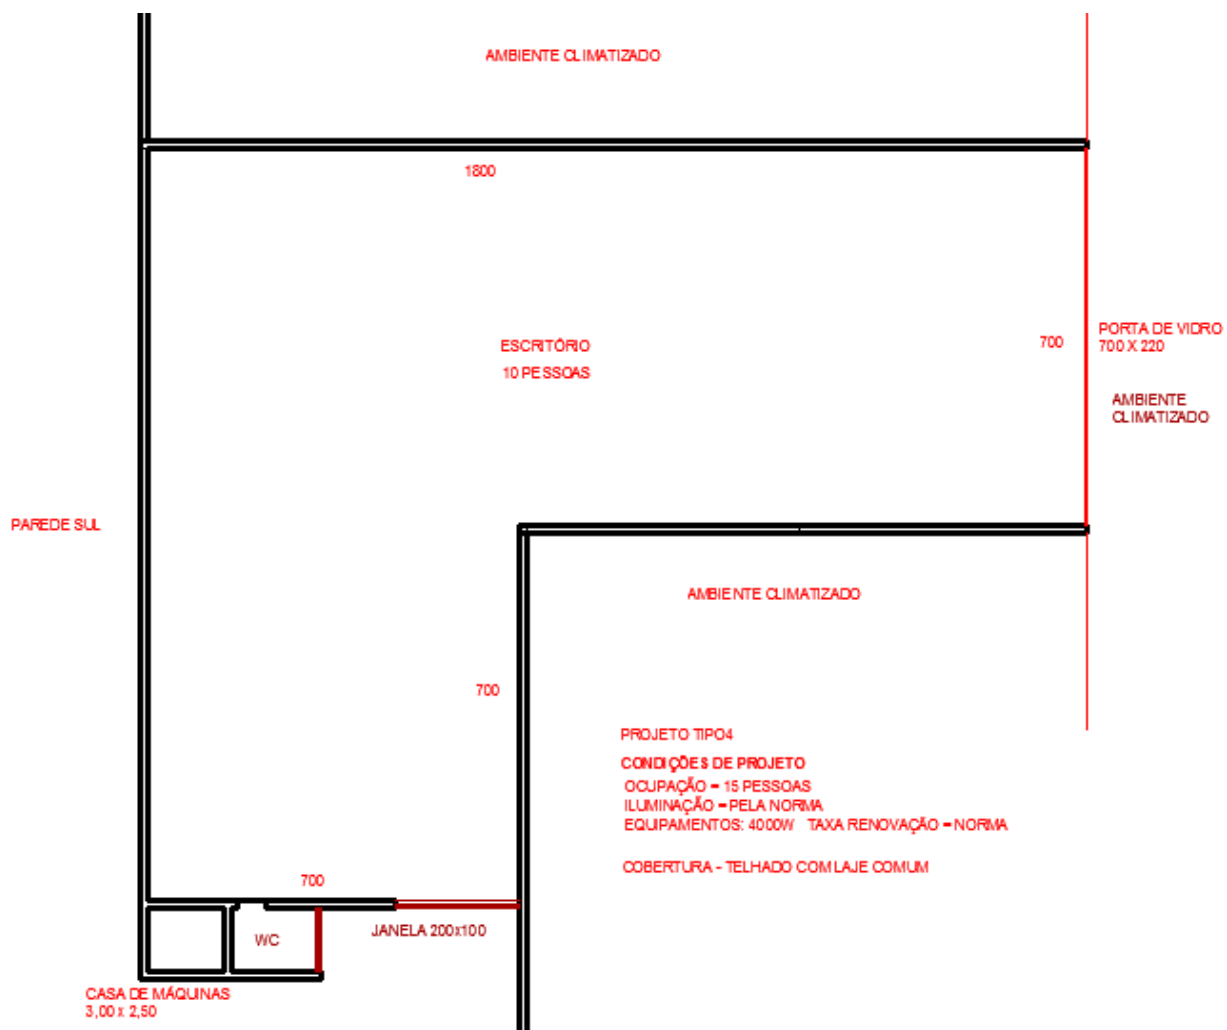 AMBIENTE CLIMATIZADO
1800
ESCRITÓRIO
10 PESSOAS
700
PORTA DE VIDRO
700 X 220
AMBIENTE
CLIMATIZADO
PAREDE SUL
AMBIENTE CLIMATIZADO
700
PROJETO TIPO4
CONDIÇÕES DE PROJETO
OCUPAÇÃO = 15 PESSOAS
ILUMINAÇÃO = PELA NORMA
EQUIPAMENTOS: 4000W TAXA RENOVAÇÃO = NORMA
COBERTURA - TELHADO COM LAJE COMUM
700
WC
JANELA 200x100
CASA DE MÁQUINAS
3,00 x 2,50